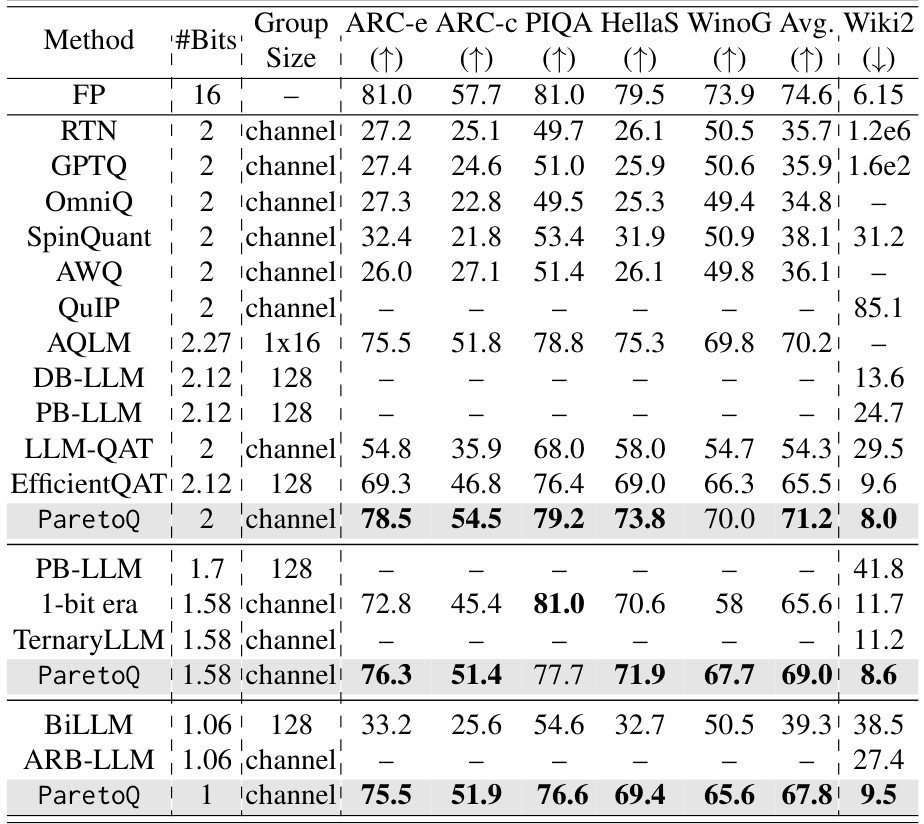 Method #Bits Group Size ARC-e (↑) ARC-c (↑) PIQA (↑) HellaS (↑) WinoG (↑) Avg. (↑) Wiki2 (↓)
FP 16 – 81.0 57.7 81.0 79.5 73.9 74.6 6.15
RTN 2 channel 27.2 25.1 49.7 26.1 50.5 35.7 1.2e6
GPTQ 2 channel 27.4 24.6 51.0 25.9 50.6 35.9 1.6e2
OmniQ 2 channel 27.3 22.8 49.5 25.3 49.4 34.8 –
SpinQuant 2 channel 32.4 21.8 53.4 31.9 50.9 38.1 31.2
AWQ 2 channel 26.0 27.1 51.4 26.1 49.8 36.1 –
QuIP 2 channel – – – – – – 85.1
AQLM 2.27 1x16 75.5 51.8 78.8 75.3 69.8 70.2 –
DB-LLM 2.12 128 – – – – – – 13.6
PB-LLM 2.12 128 – – – – – – 24.7
LLM-QAT 2 channel 54.8 35.9 68.0 58.0 54.7 54.3 29.5
EfficientQAT 2.12 128 69.3 46.8 76.4 69.0 66.3 65.5 9.6
ParetoQ 2 channel 78.5 54.5 79.2 73.8 70.0 71.2 8.0
PB-LLM 1.7 128 – – – – – – 41.8
1-bit era 1.58 channel 72.8 45.4 81.0 70.6 58 65.6 11.7
TernaryLLM 1.58 channel – – – – – – 11.2
ParetoQ 1.58 channel 76.3 51.4 77.7 71.9 67.7 69.0 8.6
BiLLM 1.06 128 33.2 25.6 54.6 32.7 50.5 39.3 38.5
ARB-LLM 1.06 channel – – – – – – 27.4
ParetoQ 1 channel 75.5 51.9 76.6 69.4 65.6 67.8 9.5